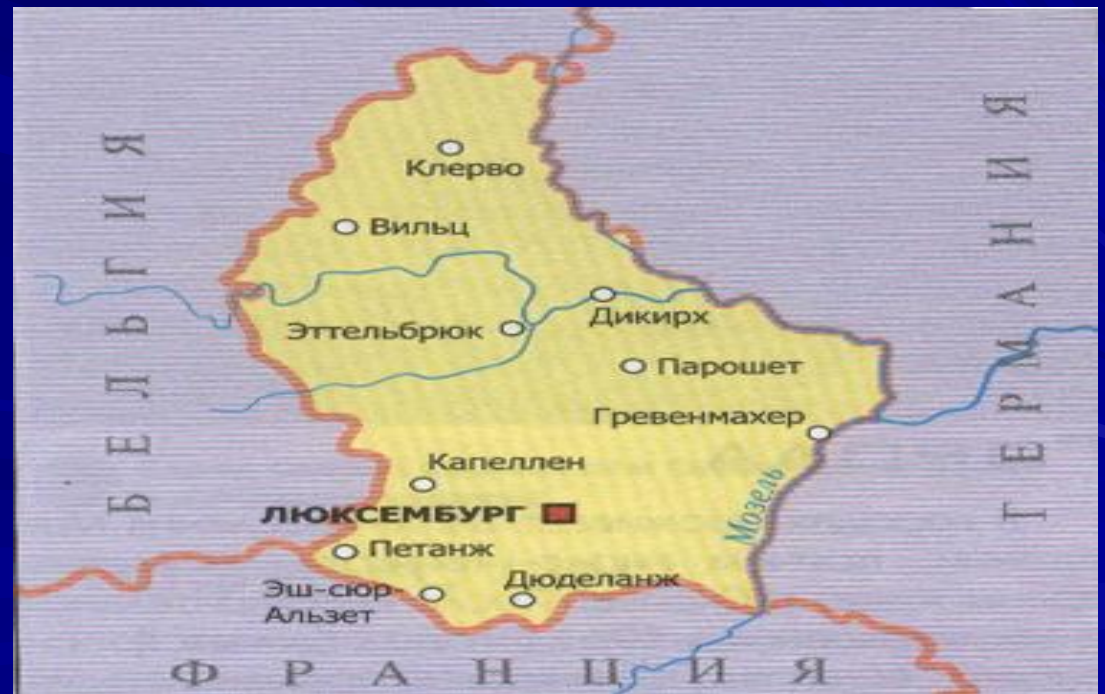 БЕЛЬГИЯ
ГЕРМАНИЯ
Клерво
Вильц
Дикирх
Эттельбрюк
Парошет
Гревенмахер
Капеллен
Мозель
ЛЮКСЕМБУРГ
Петанж
Дюделанж
Эш-сюр-
Альзет
ФРАНЦИЯ